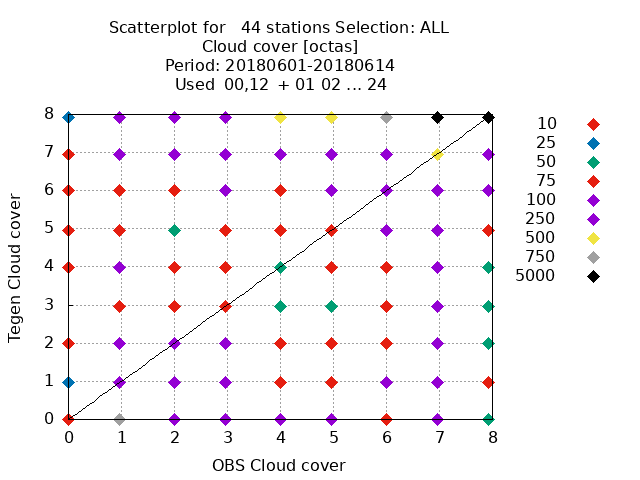 Scatterplot for   44 stations Selection: ALL
Cloud cover [octas]
Period: 20180601-20180614
Used  00,12  + 01 02 ... 24
8
7
6
5
4
3
2
1
0
Tegen Cloud cover
0 1 2 3 4 5 6 7 8
OBS Cloud cover
10
25
50
75
100
250
500
750
5000